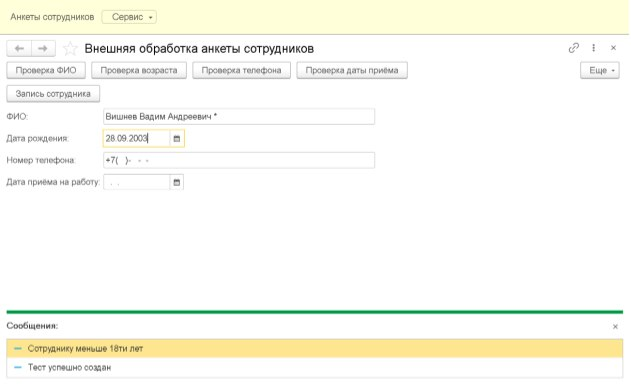 Анкеты сотрудников Сервис
Внешняя обработка анкеты сотрудников
Проверка ФИО Проверка возраста Проверка телефона Проверка даты приёма Еще
Запись сотрудника
ФИО: Вишнев Вадим Андреевич *
Дата рождения: 28.09.2003
Номер телефона: +7( )- - -
Дата приёма на работу: . .
Сообщения:
Сотруднику меньше 18ти лет
Тест успешно создан